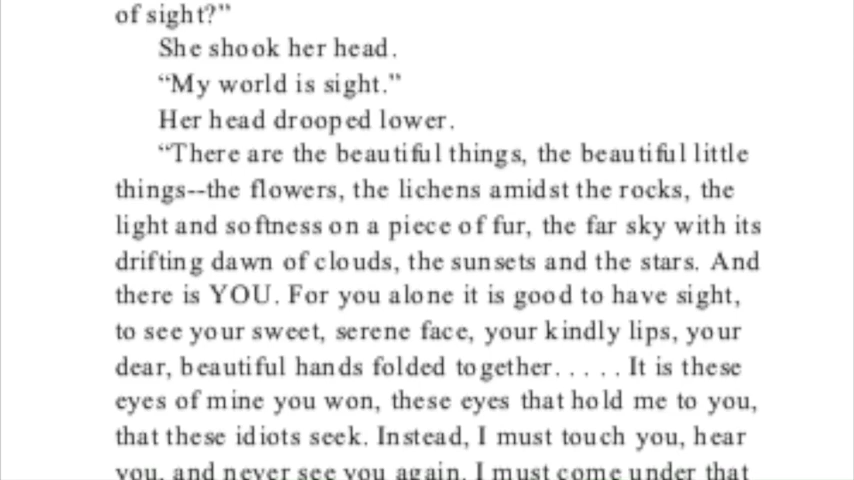 of sight?”
She shook her head.
“My world is sight.”
Her head drooped lower.
“There are the beautiful things, the beautiful little
things--the flowers, the lichens amidst the rocks, the
light and softness on a piece of fur, the far sky with its
drifting dawn of clouds, the sunsets and the stars. And
there is YOU. For you alone it is good to have sight,
to see your sweet, serene face, your kindly lips, your
dear, beautiful hands folded together. . . . . It is these
eyes of mine you won, these eyes that hold me to you,
that these idiots seek. Instead, I must touch you, hear
you, and never see you again. I must come under that